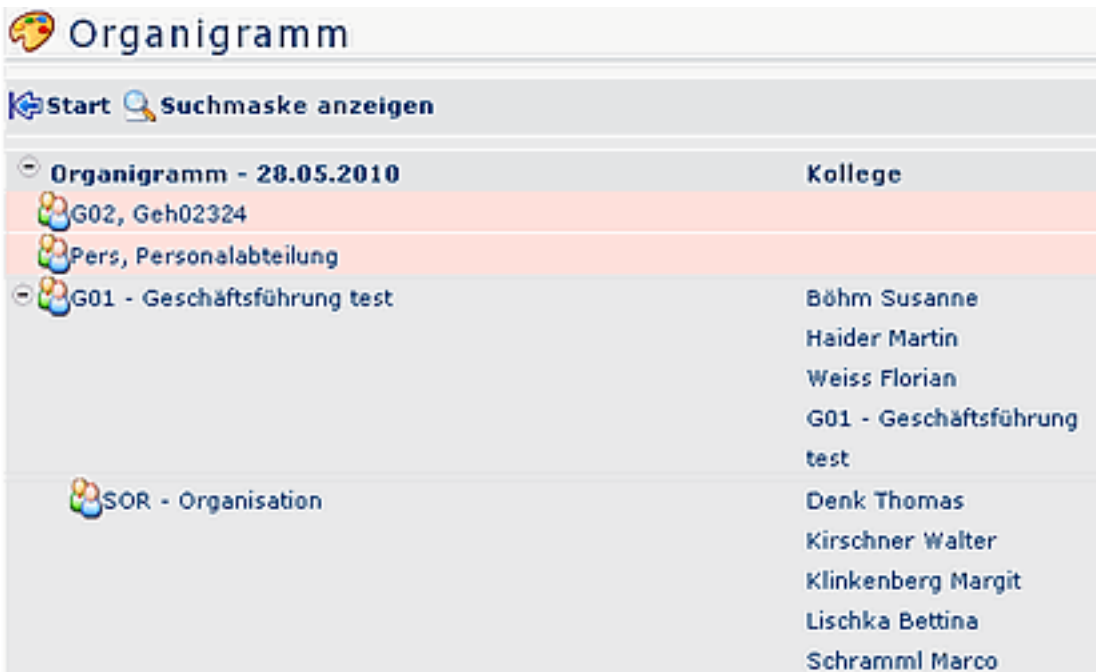 Organigramm
Start Suchmaske anzeigen
Organigramm - 28.05.2010 Kollege
G02, Geh02324
Pers, Personalabteilung
G01 - Geschäftsführung test Böhm Susanne
Haider Martin
Weiss Florian
G01 - Geschäftsführung
test
SOR - Organisation Denk Thomas
Kirschner Walter
Klinkenberg Margit
Lischka Bettina
Schramml Marco